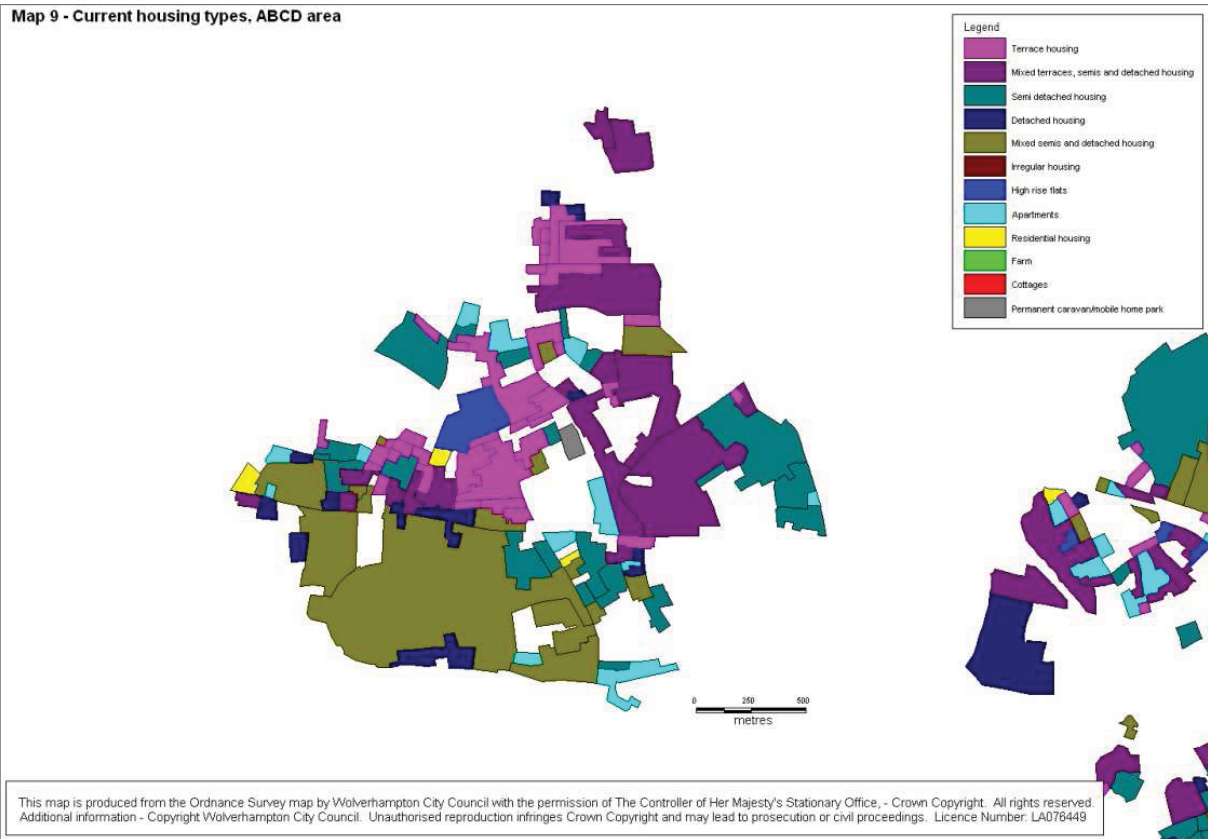 Map 9 - Current housing types, ABCD area
Legend
Terrace housing
Mixed terraces, semis and detached housing
Semi detached housing
Detached housing
Mixed semis and detached housing
Irregular housing
High rise flats
Apartments
Residential housing
Farm
Cottages
Permanent caravan/mobile home park
0 250 500
metres
This map is produced from the Ordnance Survey map by Wolverhampton City Council with the permission of The Controller of Her Majesty's Stationary Office, - Crown Copyright. All rights reserved.
Additional information - Copyright Wolverhampton City Council. Unauthorised reproduction infringes Crown Copyright and may lead to prosecution or civil proceedings. Licence Number: LA076449